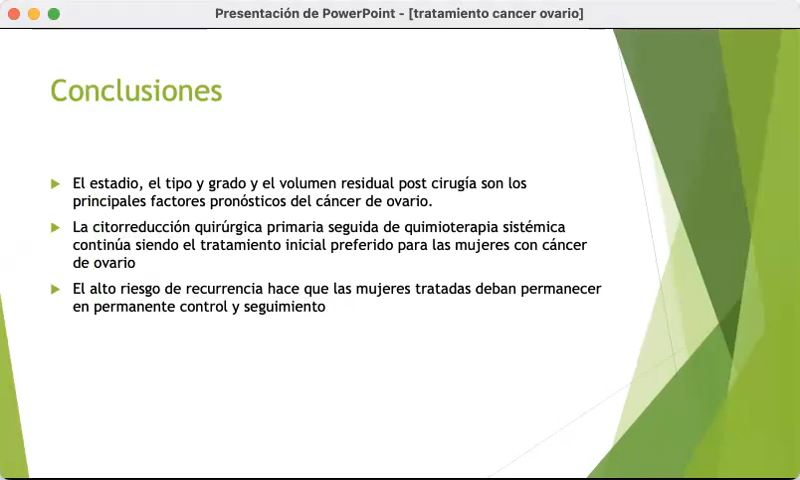 Presentación de PowerPoint - [tratamiento cancer ovario]
Conclusiones
El estadio, el tipo y grado y el volumen residual post cirugía son los
principales factores pronósticos del cáncer de ovario.
La citorreducción quirúrgica primaria seguida de quimioterapia sistémica
continúa siendo el tratamiento inicial preferido para las mujeres con cáncer
de ovario
El alto riesgo de recurrencia hace que las mujeres tratadas deban permanecer
en permanente control y seguimiento